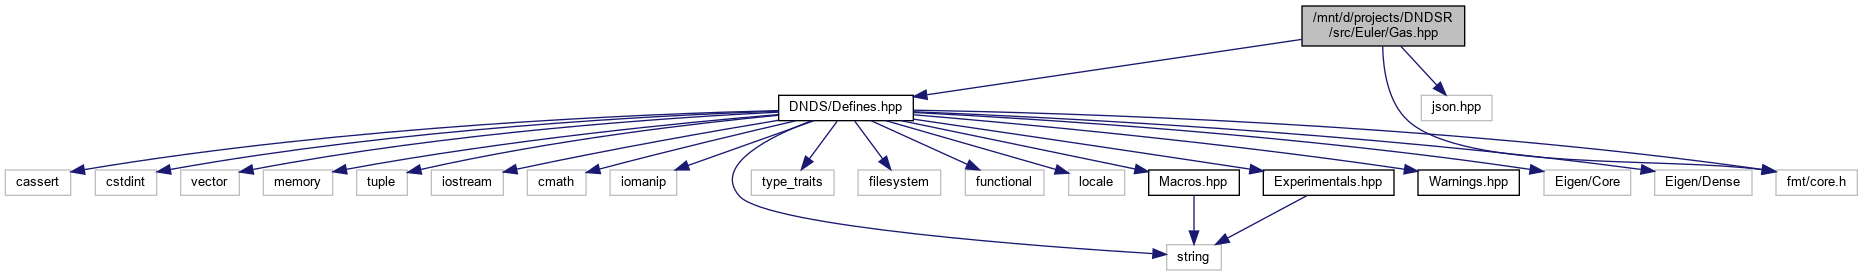 /mnt/d/projects/DNDSR
/src/Euler/Gas.hpp
DNDS/Defines.hpp
json.hpp
cassert
cstdint
vector
memory
tuple
iostream
cmath
iomanip
type_traits
filesystem
functional
locale
Macros.hpp
Experimentals.hpp
Warnings.hpp
Eigen/Core
Eigen/Dense
fmt/core.h
string